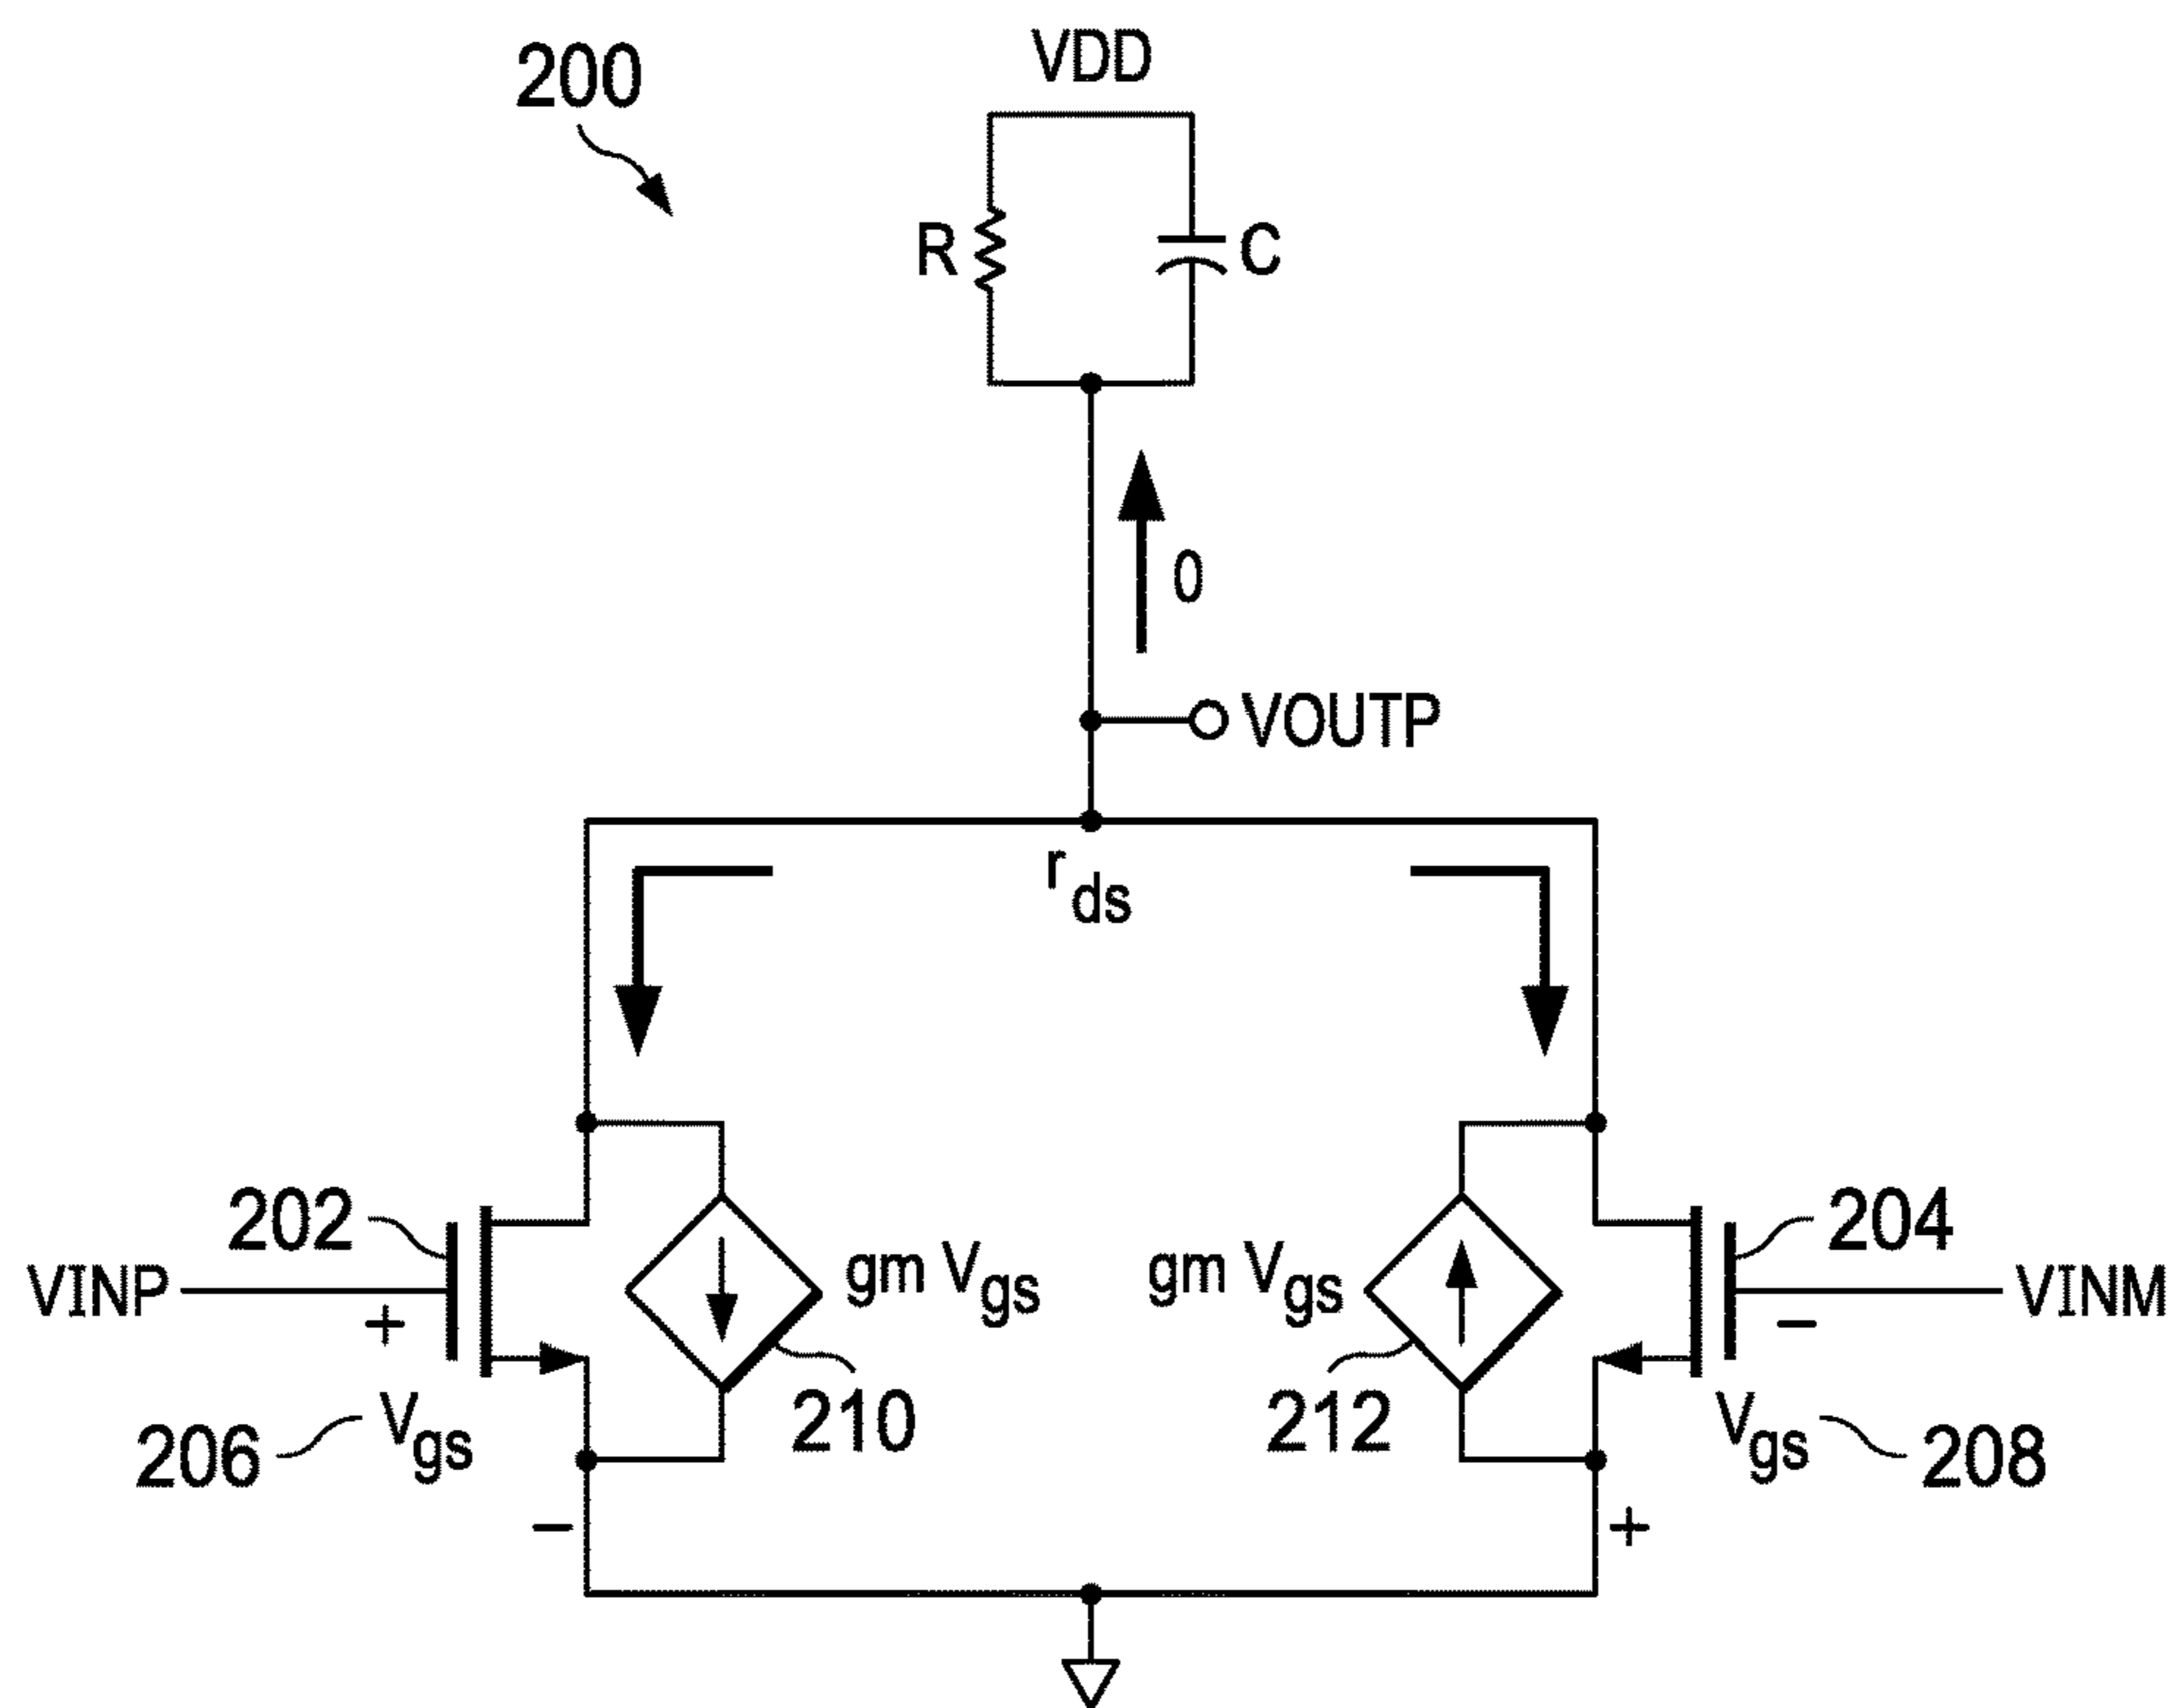 200
VDD
R
C
0
VOUTP
rds
202
204
VINP
+
gm Vgs
gm Vgs
−
VINM
206
Vgs
210
212
Vgs
208
−
+